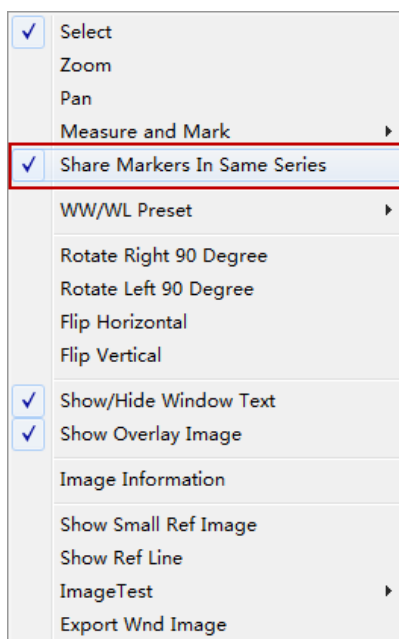 Select
Zoom
Pan
Measure and Mark
Share Markers In Same Series
WW/WL Preset
Rotate Right 90 Degree
Rotate Left 90 Degree
Flip Horizontal
Flip Vertical
Show/Hide Window Text
Show Overlay Image
Image Information
Show Small Ref Image
Show Ref Line
ImageTest
Export Wnd Image